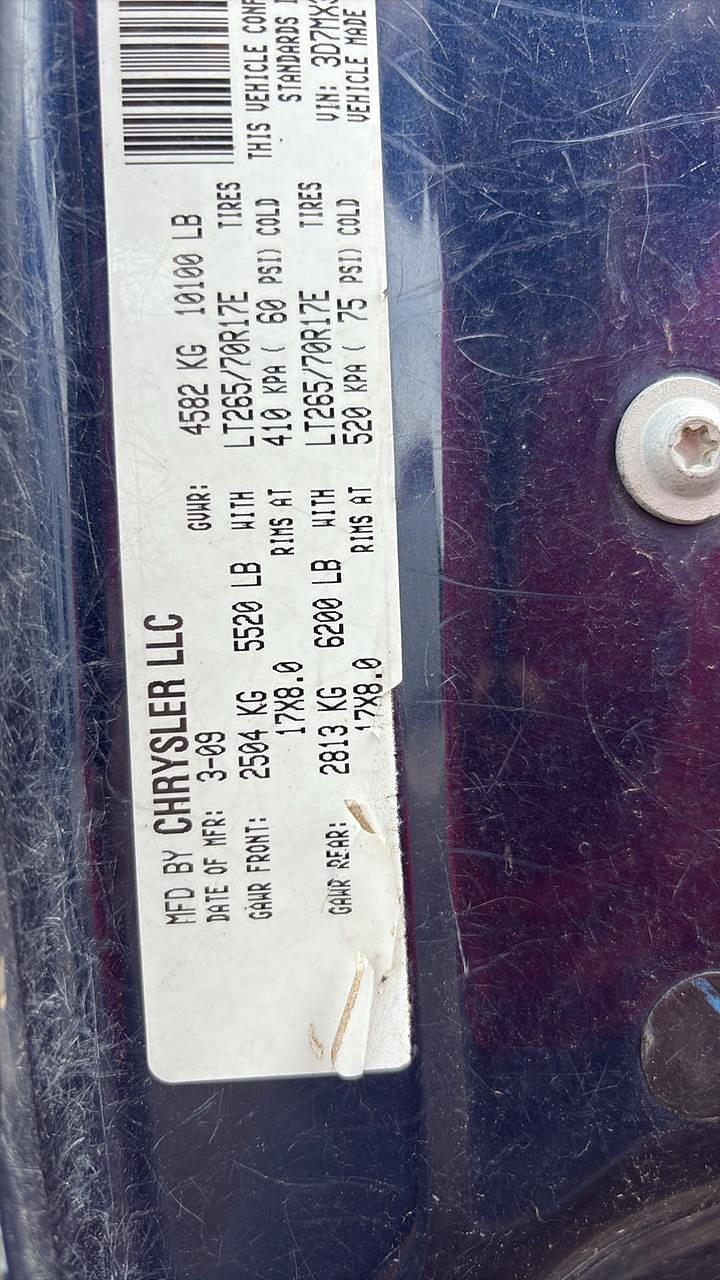 MFD BY CHRYSLER LLC
DATE OF MFR: 3-09 GVWR: 4582 KG 10100 LB
GAWR FRONT: 2504 KG 5520 LB WITH LT265/70R17E TIRES
17X8.0 RIMS AT 410 KPA ( 60 PSI) COLD
GAWR REAR: 2813 KG 6200 LB WITH LT265/70R17E TIRES
17X8.0 RIMS AT 520 KPA ( 75 PSI) COLD
THIS VEHICLE CONF
STANDARDS
VIN: 3D7MX3
VEHICLE MADE